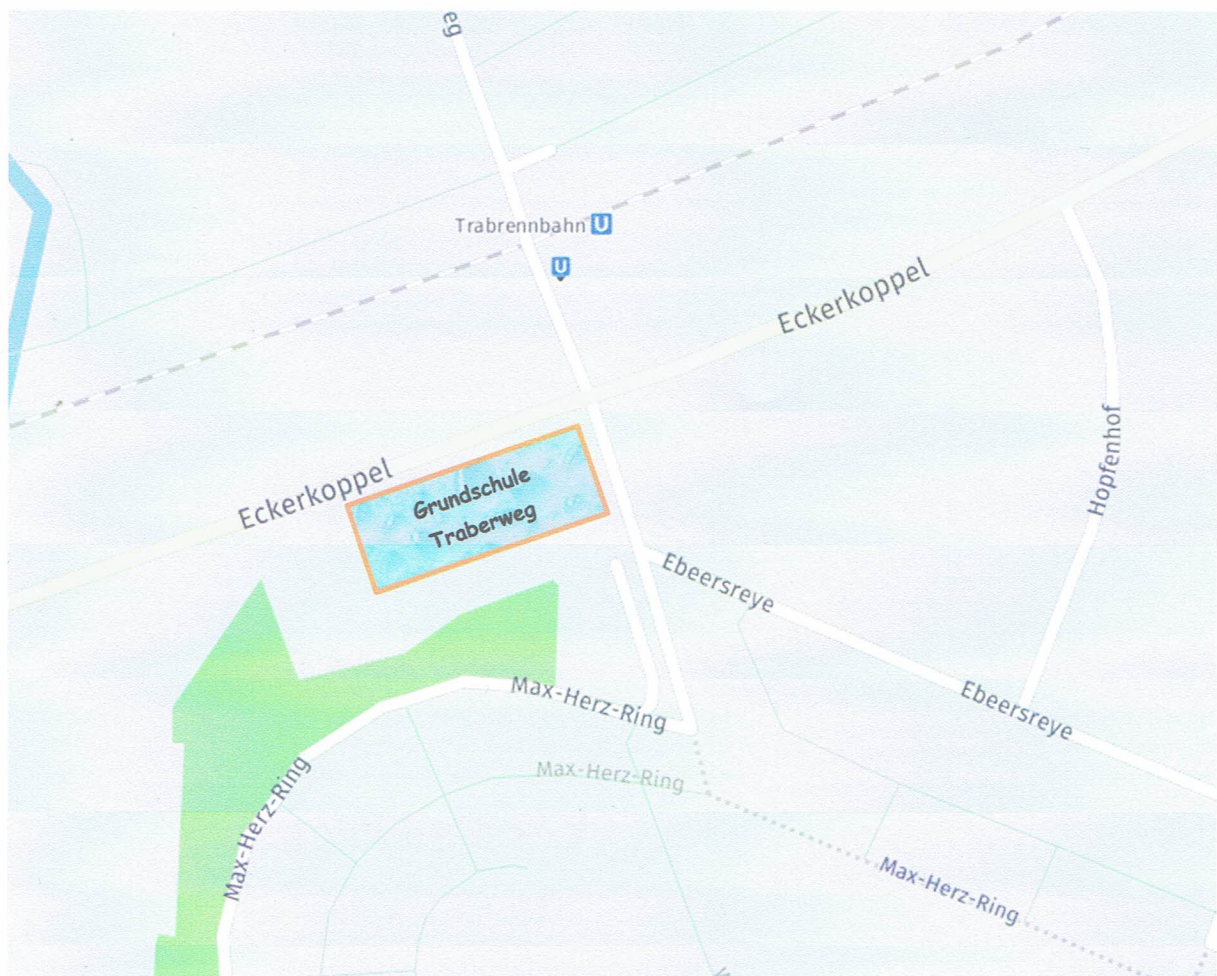 eg
Trabrennbahn U
U
Eckerkoppel
Eckerkoppel
Grundschule
Traberweg
Hopfenhof
Ebeersreye
Max-Herz-Ring
Ebeersreye
Max-Herz-Ring
Max-Herz-Ring
Max-Herz-Ring